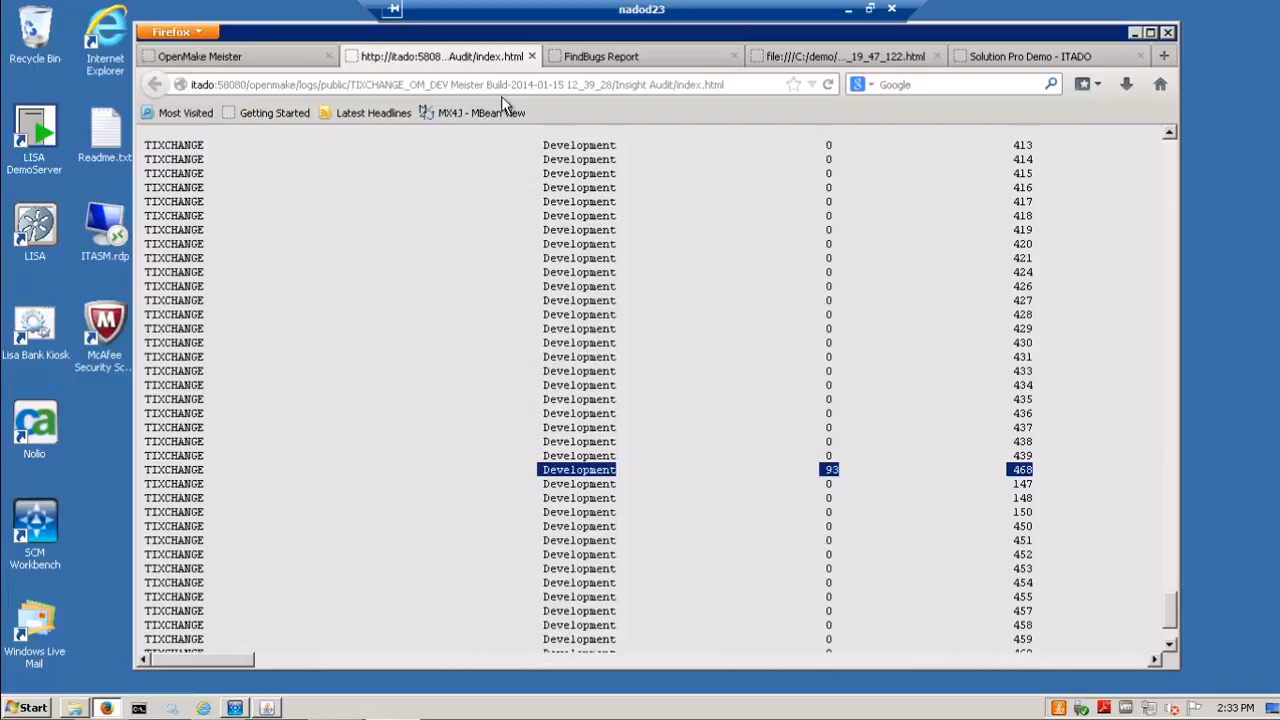 nadod23
Firefox
OpenMake Meister
http://itado:5808... Audit/index.html
FindBugs Report
file:///C:/demo/..._19_47_122.html
Solution Pro Demo - ITADO
itado:58080/openmake/logs/public/TIXCHANGE_OM_DEV Meister Build-2014-01-15 12_39_28/Insight Audit/index.html
Google
Most Visited
Getting Started
Latest Headlines
MX4J - MBean View
TIXCHANGE Development 0 413
TIXCHANGE Development 0 414
TIXCHANGE Development 0 415
TIXCHANGE Development 0 416
TIXCHANGE Development 0 417
TIXCHANGE Development 0 418
TIXCHANGE Development 0 419
TIXCHANGE Development 0 420
TIXCHANGE Development 0 421
TIXCHANGE Development 0 424
TIXCHANGE Development 0 426
TIXCHANGE Development 0 427
TIXCHANGE Development 0 428
TIXCHANGE Development 0 429
TIXCHANGE Development 0 430
TIXCHANGE Development 0 431
TIXCHANGE Development 0 433
TIXCHANGE Development 0 434
TIXCHANGE Development 0 435
TIXCHANGE Development 0 436
TIXCHANGE Development 0 437
TIXCHANGE Development 0 438
TIXCHANGE Development 0 439
TIXCHANGE Development 93 468
TIXCHANGE Development 0 147
TIXCHANGE Development 0 148
TIXCHANGE Development 0 150
TIXCHANGE Development 0 450
TIXCHANGE Development 0 451
TIXCHANGE Development 0 452
TIXCHANGE Development 0 453
TIXCHANGE Development 0 454
TIXCHANGE Development 0 455
TIXCHANGE Development 0 457
TIXCHANGE Development 0 458
TIXCHANGE Development 0 459
Recycle Bin
Internet
Explorer
LISA
DemoServer
Readme.txt
LISA
ITASM.rdp
Lisa Bank Kiosk
McAfee
Security Sc...
ca
Nolio
SCM
Workbench
Windows Live
Mail
Start
2:33 PM